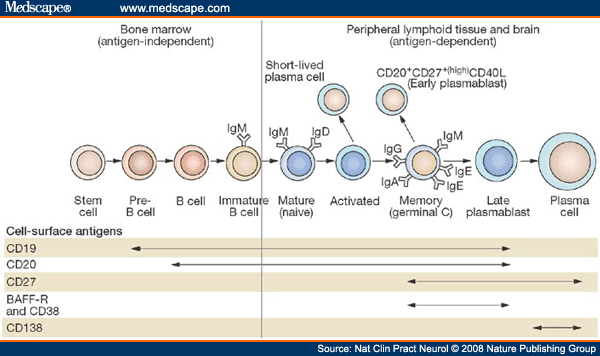 Medscape® www.medscape.com
Bone marrow
(antigen-independent)
Peripheral lymphoid tissue and brain
(antigen-dependent)
Short-lived
plasma cell
CD20+CD27+(high)CD40L
(Early plasmablast)
IgM
IgM
IgD
IgG
IgM
IgA
IgE
IgE
Stem
cell
Pre-
B cell
B cell
Immature
B cell
Mature
(naive)
Activated
Memory
(germinal C)
Late
plasmablast
Plasma
cell
Cell-surface antigens
CD19
CD20
CD27
BAFF-R
and CD38
CD138
Source: Nat Clin Pract Neurol © 2008 Nature Publishing Group